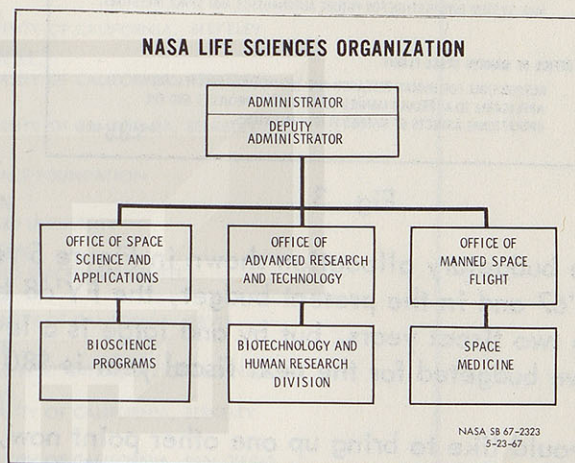 NASA LIFE SCIENCES ORGANIZATION
ADMINISTRATOR
DEPUTY
ADMINISTRATOR
OFFICE OF SPACE
SCIENCE AND
APPLICATIONS
OFFICE OF
ADVANCED RESEARCH
AND TECHNOLOGY
OFFICE OF
MANNED SPACE
FLIGHT
BIOSCIENCE
PROGRAMS
BIOTECHNOLOGY AND
HUMAN RESEARCH
DIVISION
SPACE
MEDICINE
NASA SB 67-2323
5-23-67